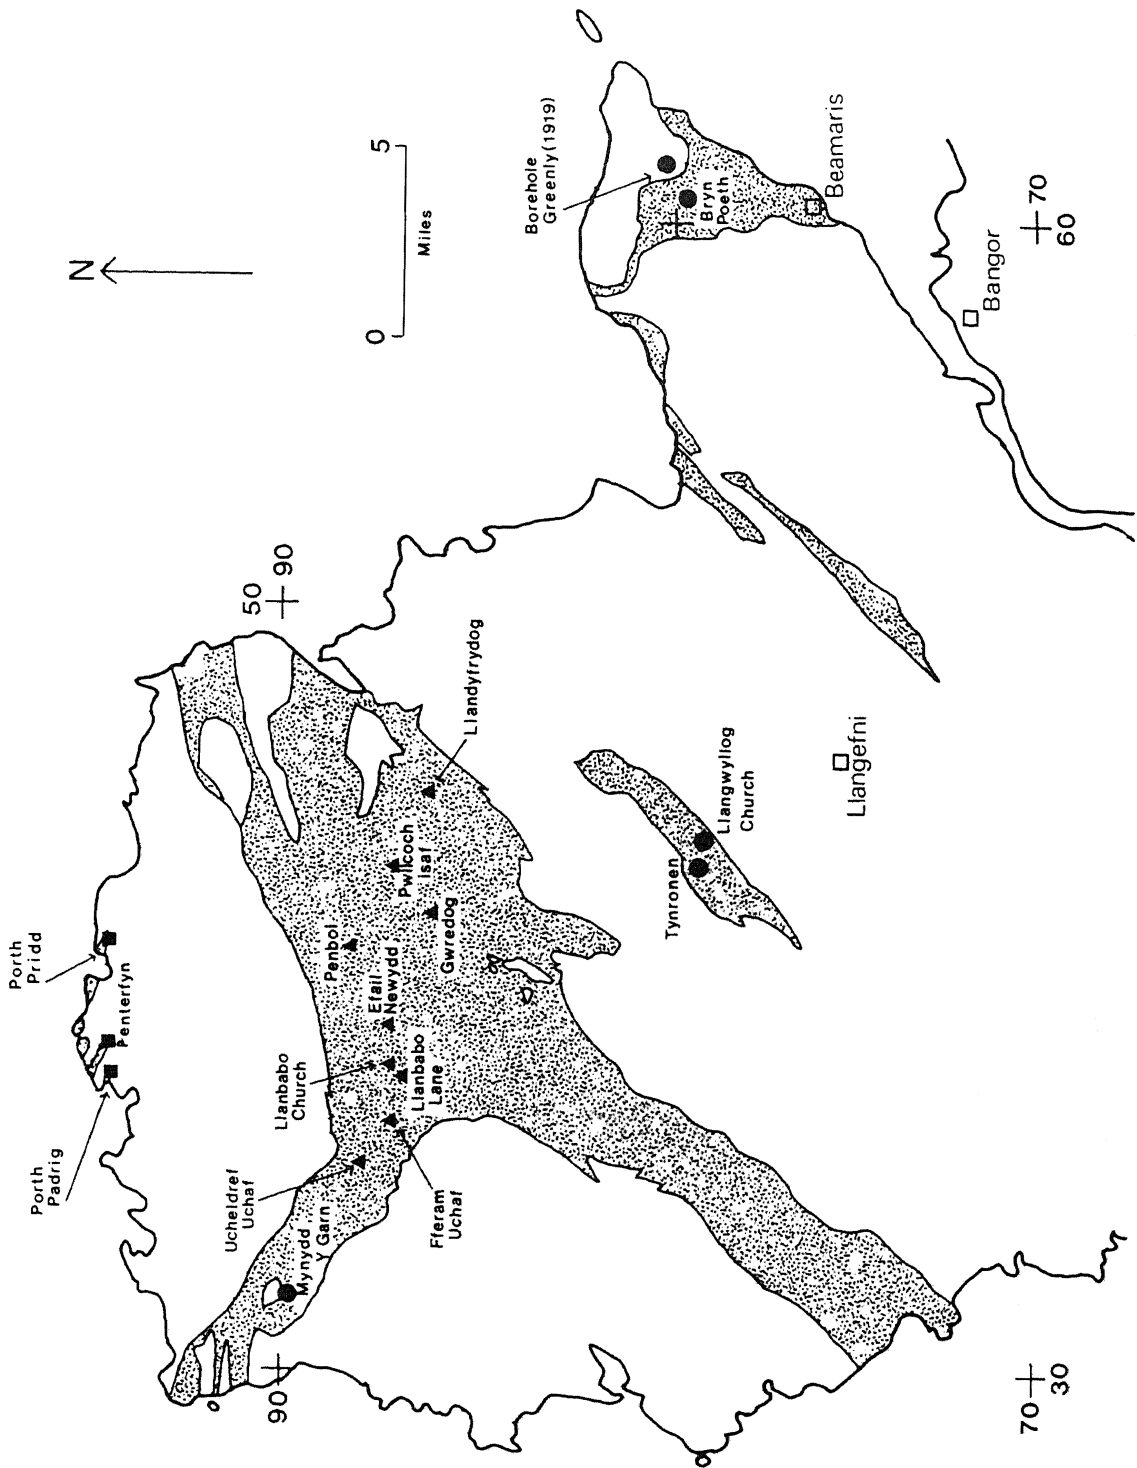 N
0
5
Miles
Porth
Pridd
Penterfyn
Porth
Padrig
Llanbabo
Church
Ucheldref
Uchaf
Mynydd
Y Garn
Fferam
Uchaf
Llanbabo
Lane
Efail
Newydd
Penbol
Gwredog
Pwllcoch
Isaf
Llandyfrydog
Tynronen
Llangwyllog
Church
Llangefni
Borehole
Greenly (1919)
Bryn
Poeth
Beamaris
Bangor
50
90
90
70
30
70
60